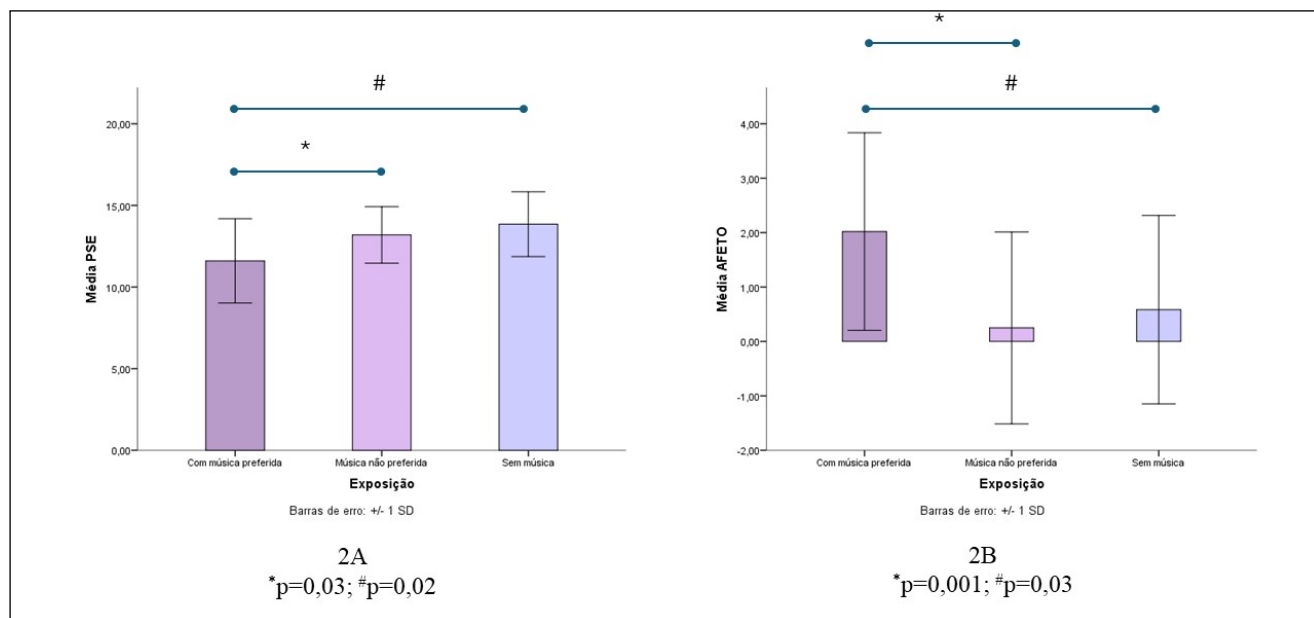 #
*
20,00
15,00
10,00
5,00
0,00
Média PSE
Com música preferida
Música não preferida
Sem música
Exposição
Barras de erro: +/- 1 SD
2A
*p=0,03; #p=0,02
*
#
4,00
3,00
2,00
1,00
0,00
-1,00
-2,00
Média AFETO
Com música preferida
Música não preferida
Sem música
Exposição
Barras de erro: +/- 1 SD
2B
*p=0,001; #p=0,03